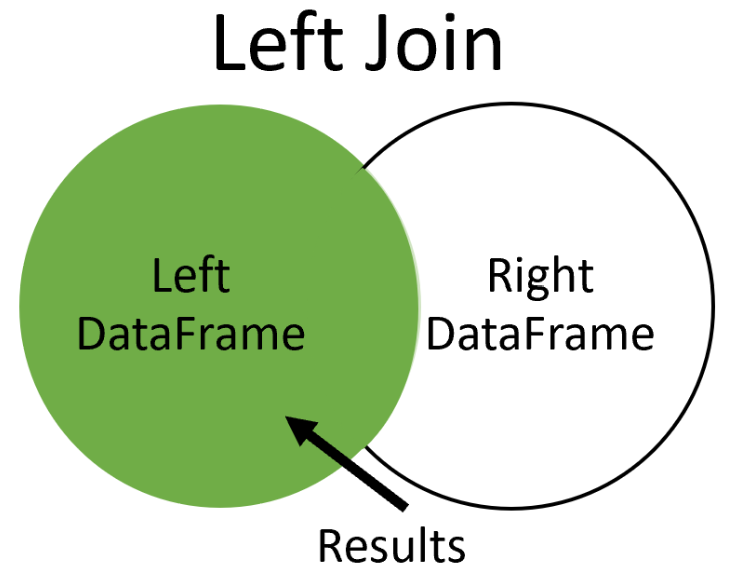 Left Join
Left
DataFrame
Right
DataFrame
Results